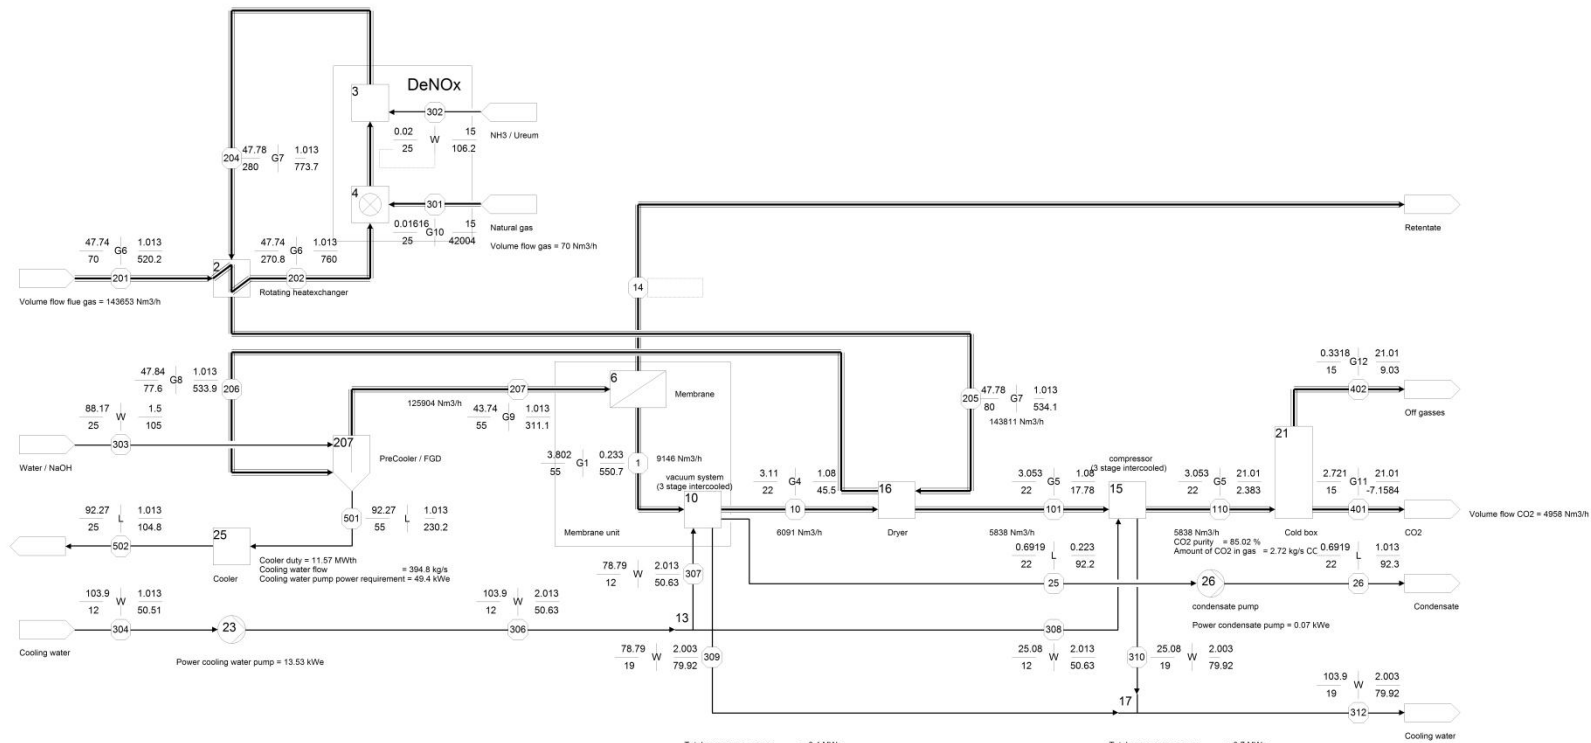 DeNOx
3
302
NH3 / Ureum
0.02 W 15
25 106.2
47.78 G7 1.013
280 773.7
204
4
301
Natural gas
0.01616 G10 15
25 42004
Volume flow gas = 70 Nm3/h
Retentate
47.74 G6 1.013
70 520.2
201
2
47.74 G6 1.013
270.8 760
202
Rotating heatexchanger
Volume flow flue gas = 143653 Nm3/h
14
47.84 G8 1.013
77.6 533.9
206
6
Membrane
207
125904 Nm3/h
43.74 G9 1.013
55 311.1
205
47.78 G7 1.013
80 534.1
143811 Nm3/h
0.3318 G12 21.01
15 9.03
402
Off gasses
88.17 W 1.5
25 105
303
Water / NaOH
207
PreCooler / FGD
3.802 G1 0.233
55 550.7
1
9146 Nm3/h
vacuum system
(3 stage intercooled)
10
Membrane unit
3.11 G4 1.08
22 45.5
10
6091 Nm3/h
16
Dryer
3.053 G5 1.08
22 17.78
101
5838 Nm3/h
compressor
(3 stage intercooled)
15
3.053 G5 21.01
22 2.383
110
5838 Nm3/h
CO2 purity = 85.02 %
Amount of CO2 in gas = 2.72 kg/s
21
Cold box
2.721 G11 21.01
15 -7.1584
401
CO2
Volume flow CO2 = 4958 Nm3/h
92.27 L 1.013
25 104.8
502
25
Cooler
501
92.27 L 1.013
55 230.2
Cooler duty = 11.57 MWth
Cooling water flow = 394.8 kg/s
Cooling water pump power requirement = 49.4 kWe
78.79 W 2.013
12 50.63
307
0.6919 L 0.223
22 92.2
25
26
condensate pump
Power condensate pump = 0.07 kWe
0.6919 L 1.013
22 92.3
26
Condensate
103.9 W 1.013
12 50.51
304
Cooling water
23
Power cooling water pump = 13.53 kWe
103.9 W 2.013
12 50.63
306
13
308
25.08 W 2.013
12 50.63
78.79 W 2.003
19 79.92
309
310
25.08 W 2.003
19 79.92
17
103.9 W 2.003
19 79.92
312
Cooling water